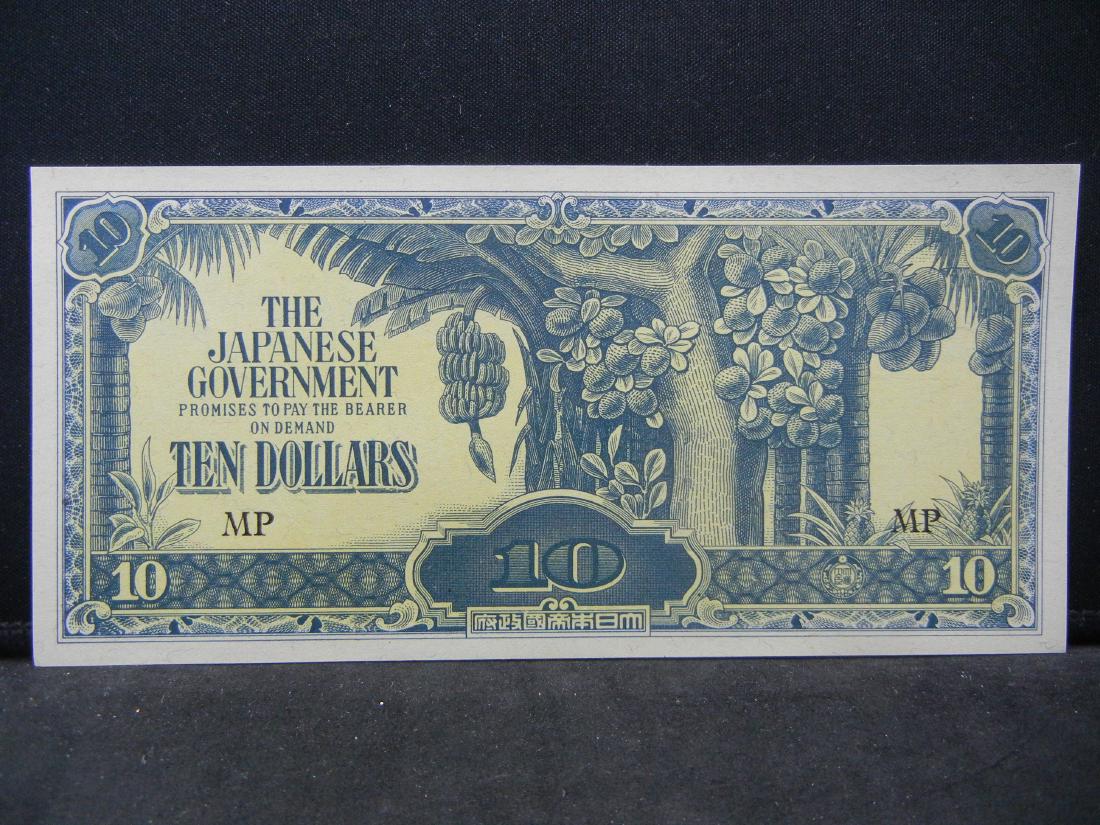 10
10
THE
JAPANESE
GOVERNMENT
PROMISES TO PAY THE BEARER
ON DEMAND
TEN DOLLARS
MP
MP
10
10
10
府政國帝本日大